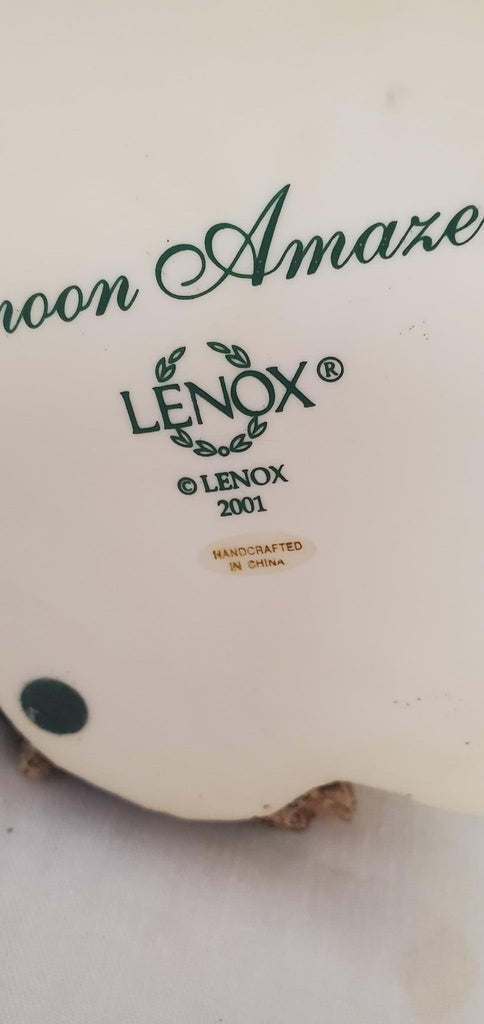 noon Amaze
LENOX®
© LENOX
2001
HANDCRAFTED
IN CHINA